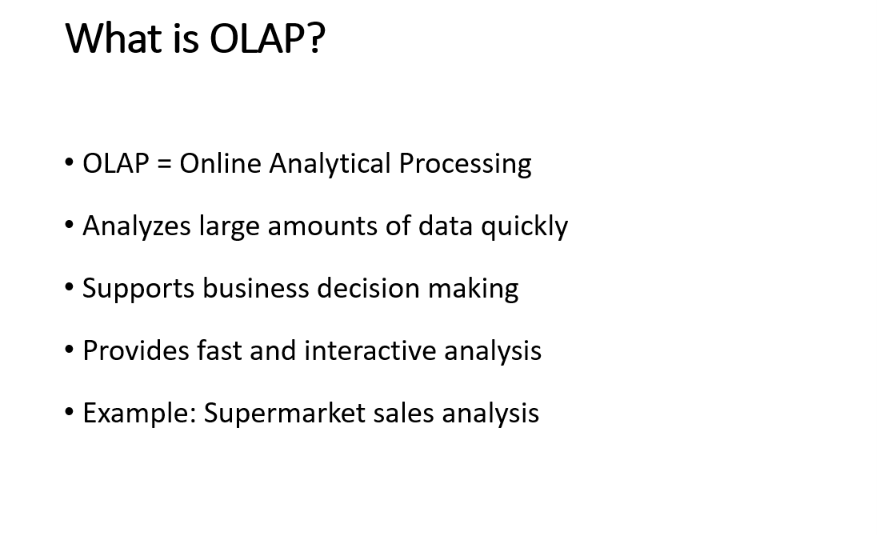 What is OLAP?
• OLAP = Online Analytical Processing
• Analyzes large amounts of data quickly
• Supports business decision making
• Provides fast and interactive analysis
• Example: Supermarket sales analysis